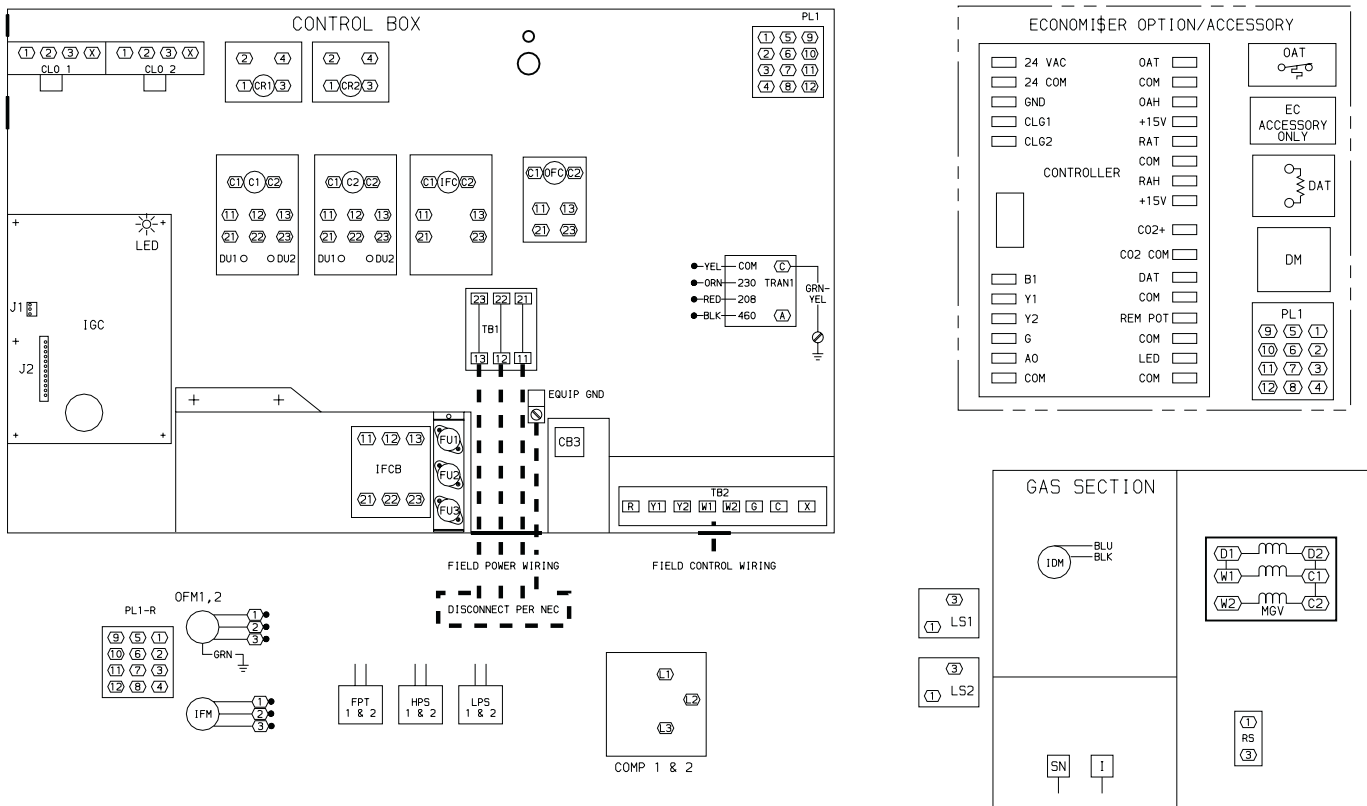 CONTROL BOX
PL1
1 5 9
2 6 10
3 7 11
4 8 12
1 2 3 X
CLO 1
1 2 3 X
CLO 2
2 4
1 CR1 3
2 4
1 CR2 3
C1 C1 C2
11 12 13
21 22 23
DU1 DU2
C1 C2 C2
11 12 13
21 22 23
DU1 DU2
C1 IFC C2
11 13
21 23
C1 OFC C2
11 13
21 23
LED
J1
IGC
J2
23 22 21
TB1
13 12 11
YEL COM C
ORN 230 TRAN1
RED 208
BLK 460 A
GRN-
YEL
EQUIP GND
11 12 13
IFCB
21 22 23
FU1
FU2
FU3
CB3
TB2
R Y1 Y2 W1 W2 G C X
FIELD POWER WIRING
FIELD CONTROL WIRING
DISCONNECT PER NEC
PL1-R
9 5 1
10 6 2
11 7 3
12 8 4
OFM1,2
1
2
3
GRN
IFM
1
2
3
FPT
1 & 2
HPS
1 & 2
LPS
1 & 2
L1
L2
L3
COMP 1 & 2
ECONOMI$ER OPTION/ACCESSORY
24 VAC OAT
24 COM COM
GND OAH
CLG1 +15V
CLG2 RAT
COM
CONTROLLER
RAH
+15V
CO2+
CO2 COM
B1 DAT
Y1 COM
Y2 REM POT
G COM
AO LED
COM COM
OAT
EC
ACCESSORY
ONLY
DAT
DM
PL1
9 5 1
10 6 2
11 7 3
12 8 4
GAS SECTION
IDM
BLU
BLK
D1 D2
W1 C1
W2 C2
MGV
3
1 LS1
3
1 LS2
1
RS
3
SN
I